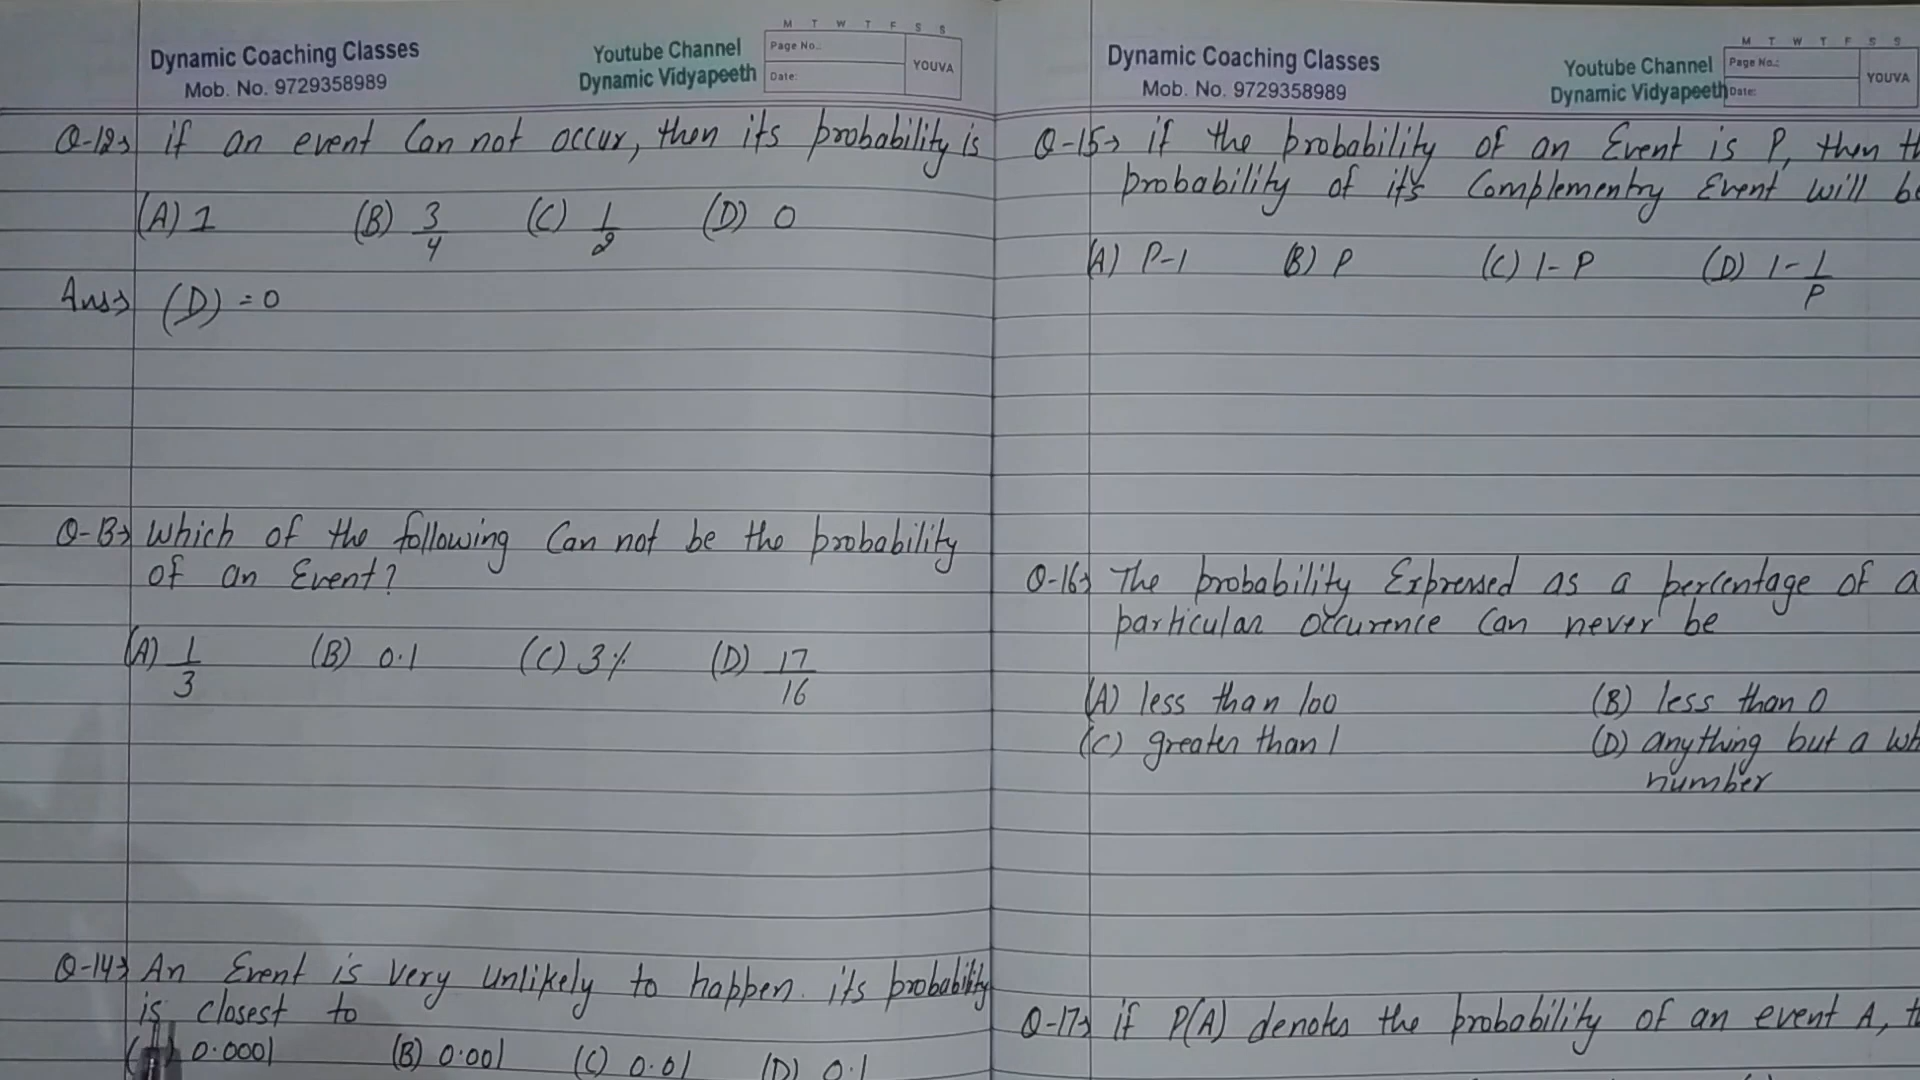 M T W T F S S
Dynamic Coaching Classes
Mob. No. 9729358989
Youtube Channel
Dynamic Vidyapeeth
Page No.:
Date:
YOUVA
Q-12→ if an event Can not occur, then its probability is
(A) 1 (B) 3/4 (C) 1/2 (D) 0
Ans→ (D) = 0
Q-13→ Which of the following Can not be the probability
of an Event?
(A) 1/3 (B) 0.1 (C) 3% (D) 17/16
Q-14→ An Event is very unlikely to happen. its probability
is closest to
0.0001 (B) 0.001 (C) 0.01 (D) 0.1
M T W T F S S
Dynamic Coaching Classes
Mob. No. 9729358989
Youtube Channel
Dynamic Vidyapeeth
Page No.:
Date:
YOUVA
Q-15→ if the probability of an Event is P, then
probability of it's Complementry Event will
(A) P-1 (B) P (C) 1-P (D) 1-1/P
Q-16→ The probability Expressed as a percentage of a
particular occurence Can never be
(A) less than 100 (B) less than 0
(C) greater than 1 (D) anything but a
number
Q-17→ if P(A) denotes the probability of an event A,